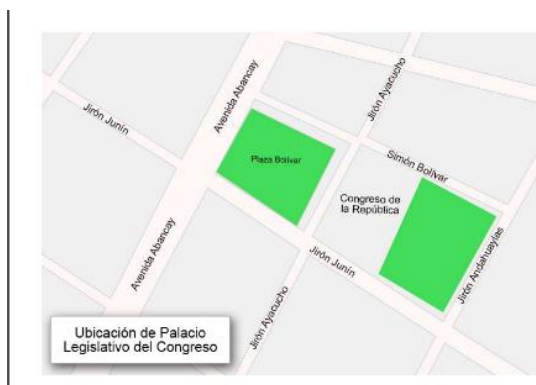 Avenida Abancay
Jirón Ayacucho
Jirón Junín
Plaza Bolívar
Simón Bolívar
Congreso de
la República
Avenida Abancay
Jirón Junín
Jirón Andahuaylas
Jirón Ayacucho
Ubicación de Palacio
Legislativo del Congreso